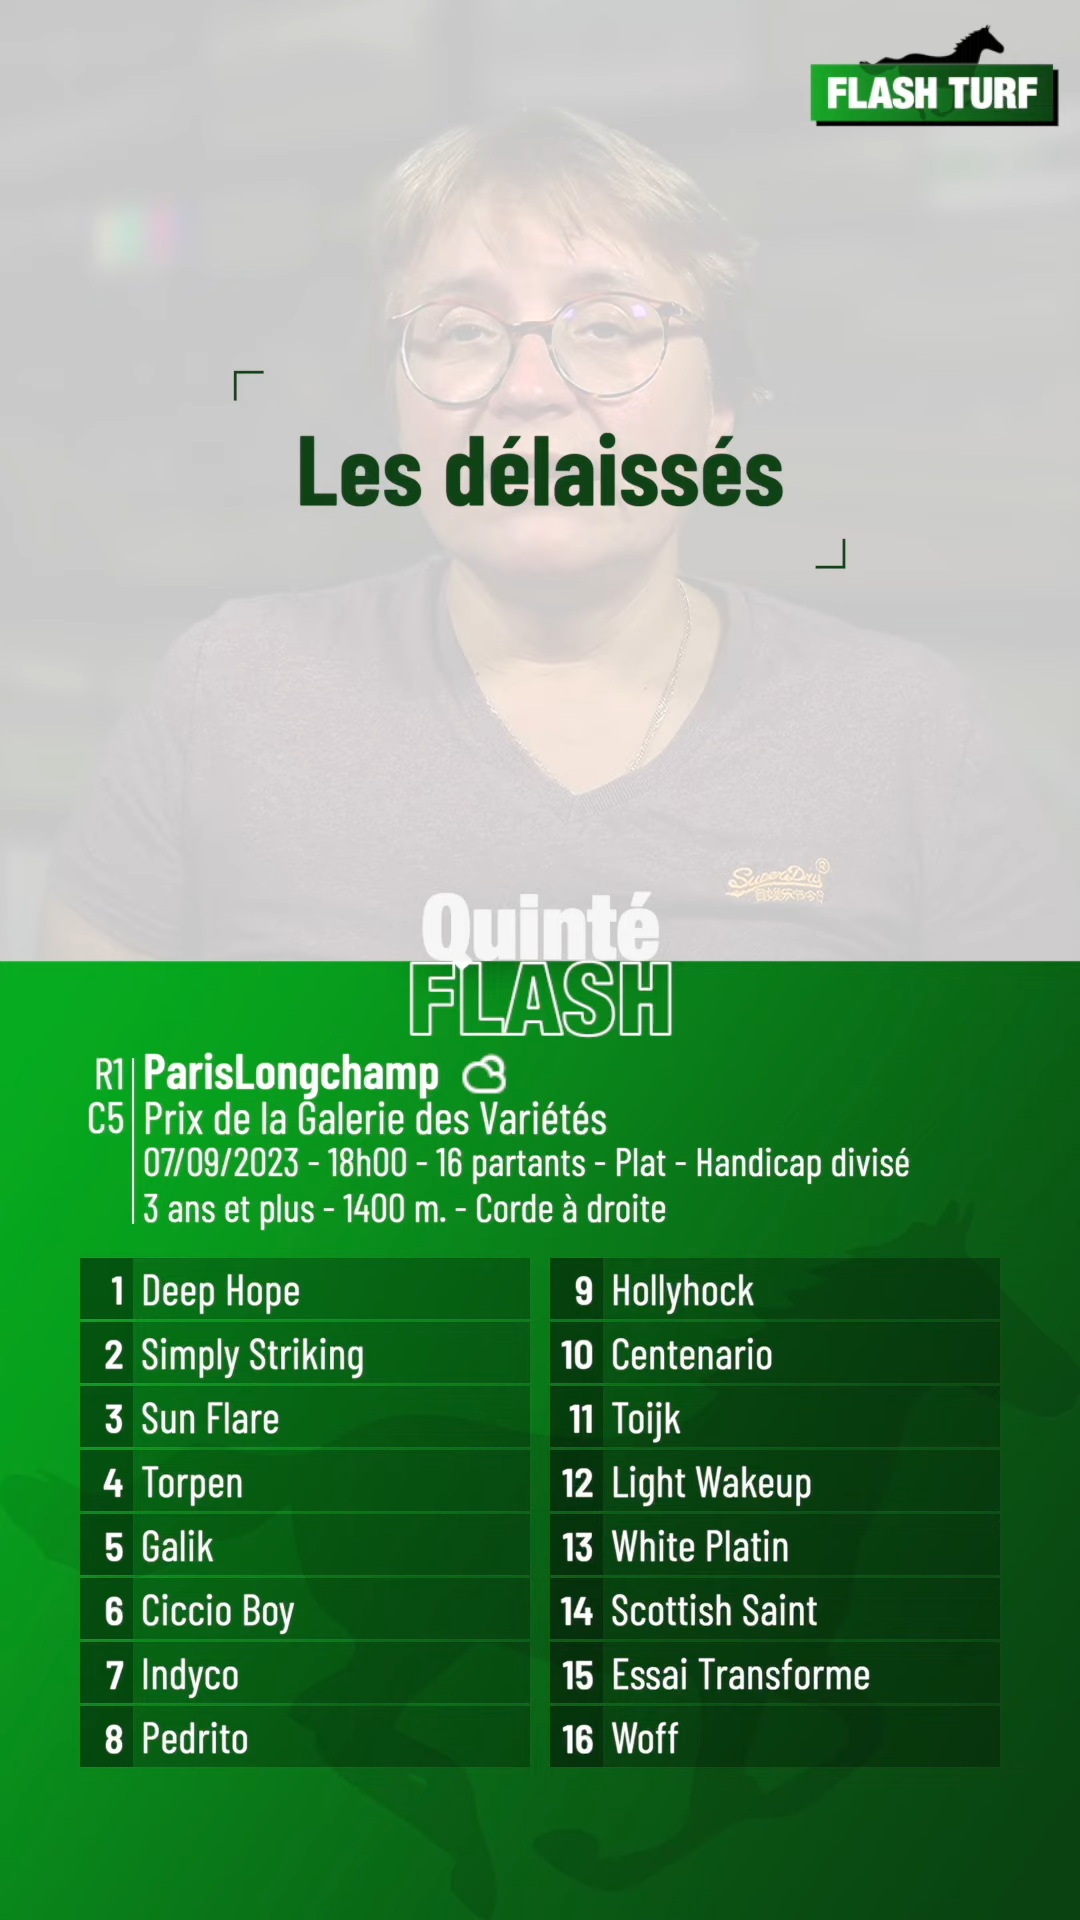 FLASH TURF
Les délaissés
Superdry®
Quinté
FLASH
R1 ParisLongchamp
C5 Prix de la Galerie des Variétés
07/09/2023 - 18h00 - 16 partants - Plat - Handicap divisé
3 ans et plus - 1400 m. - Corde à droite
1 Deep Hope
2 Simply Striking
3 Sun Flare
4 Torpen
5 Galik
6 Ciccio Boy
7 Indyco
8 Pedrito
9 Hollyhock
10 Centenario
11 Toijk
12 Light Wakeup
13 White Platin
14 Scottish Saint
15 Essai Transforme
16 Woff